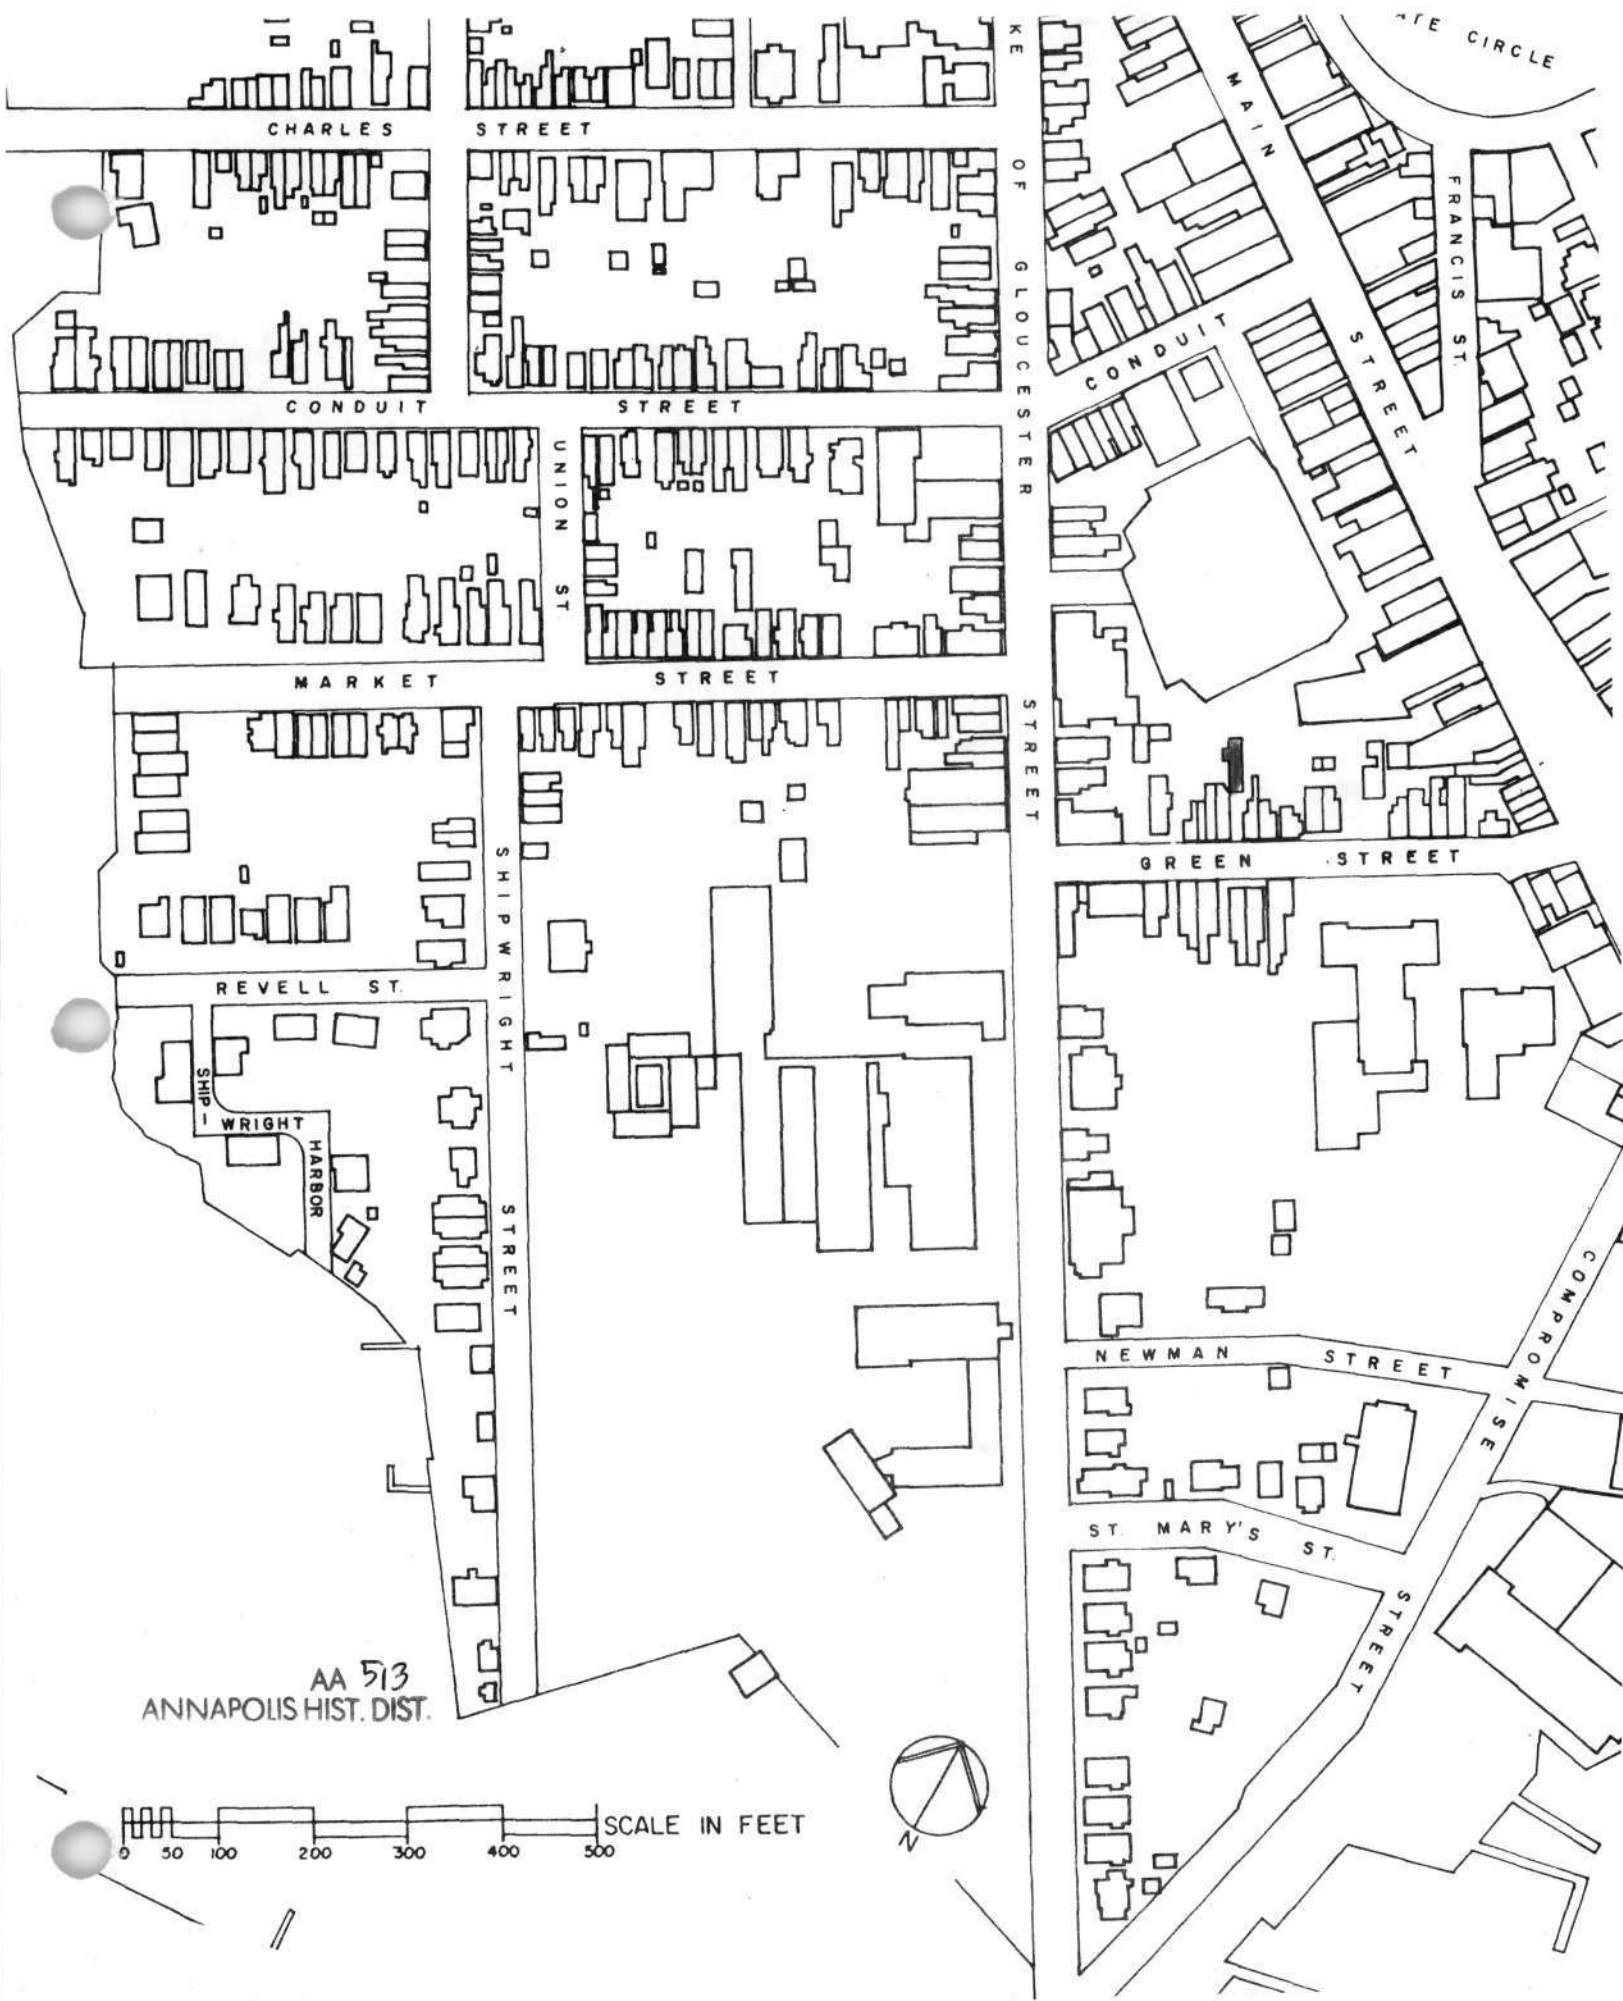 ATE CIRCLE
KE OF GLOUCESTER STREET
MAIN STREET
CHARLES STREET
FRANCIS ST.
CONDUIT
CONDUIT STREET
UNION ST.
MARKET STREET
GREEN STREET
SHIPWRIGHT STREET
REVELL ST.
SHIP-
WRIGHT
HARBOR
COMPROMISE STREET
NEWMAN STREET
ST. MARY'S ST.
AA 513
ANNAPOLIS HIST. DIST.
SCALE IN FEET
0 50 100 200 300 400 500
N